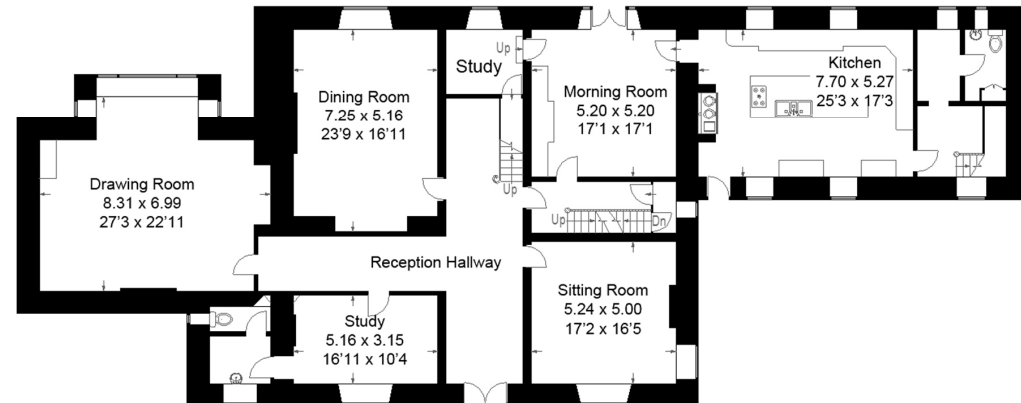 Drawing Room
8.31 x 6.99
27'3 x 22'11
Dining Room
7.25 x 5.16
23'9 x 16'11
Up
Study
Up
Morning Room
5.20 x 5.20
17'1 x 17'1
Kitchen
7.70 x 5.27
25'3 x 17'3
Up
Dn
Reception Hallway
Study
5.16 x 3.15
16'11 x 10'4
Sitting Room
5.24 x 5.00
17'2 x 16'5